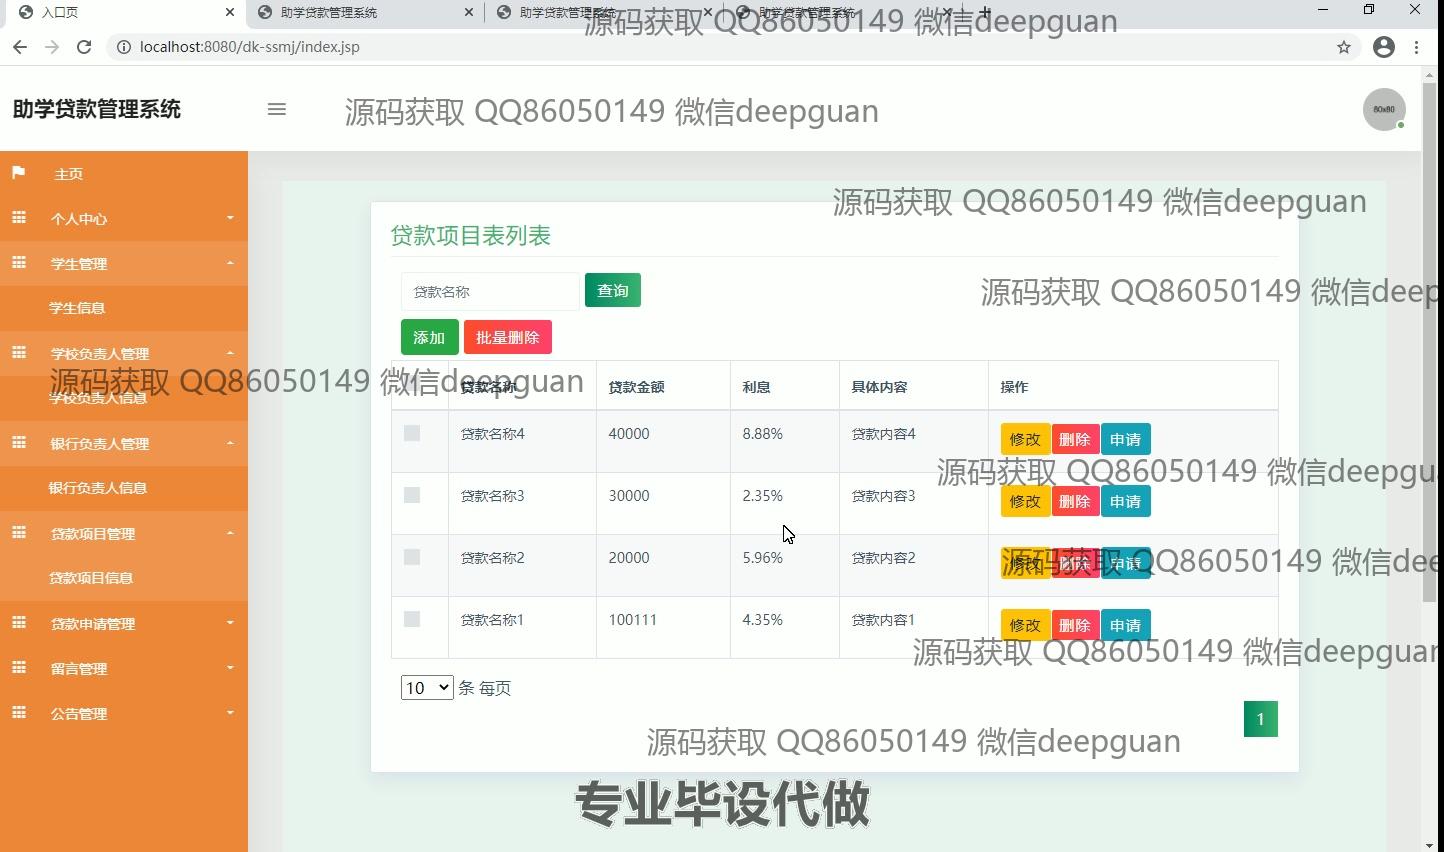 入口页
助学贷款管理系统
助学贷款管理系统
助学贷款管理系统
源码获取 QQ86050149 微信deepguan
localhost:8080/dk-ssmj/index.jsp
助学贷款管理系统
源码获取 QQ86050149 微信deepguan
80x80
主页
个人中心
学生管理
学生信息
学校负责人管理
学校负责人信息
银行负责人管理
银行负责人信息
贷款项目管理
贷款项目信息
贷款申请管理
留言管理
公告管理
源码获取 QQ86050149 微信deepguan
源码获取 QQ86050149 微信deepguan
贷款项目表列表
贷款名称 查询
源码获取 QQ86050149 微信deep
添加 批量删除
贷款名称 贷款金额 利息 具体内容 操作
贷款名称4 40000 8.88% 贷款内容4 修改 删除 申请
源码获取 QQ86050149 微信deepgu
贷款名称3 30000 2.35% 贷款内容3 修改 删除 申请
贷款名称2 20000 5.96% 贷款内容2 修改 删除 申请
源码获取 QQ86050149 微信dee
贷款名称1 100111 4.35% 贷款内容1 修改 删除 申请
源码获取 QQ86050149 微信deepguan
10 条 每页
1
源码获取 QQ86050149 微信deepguan
专业毕设代做